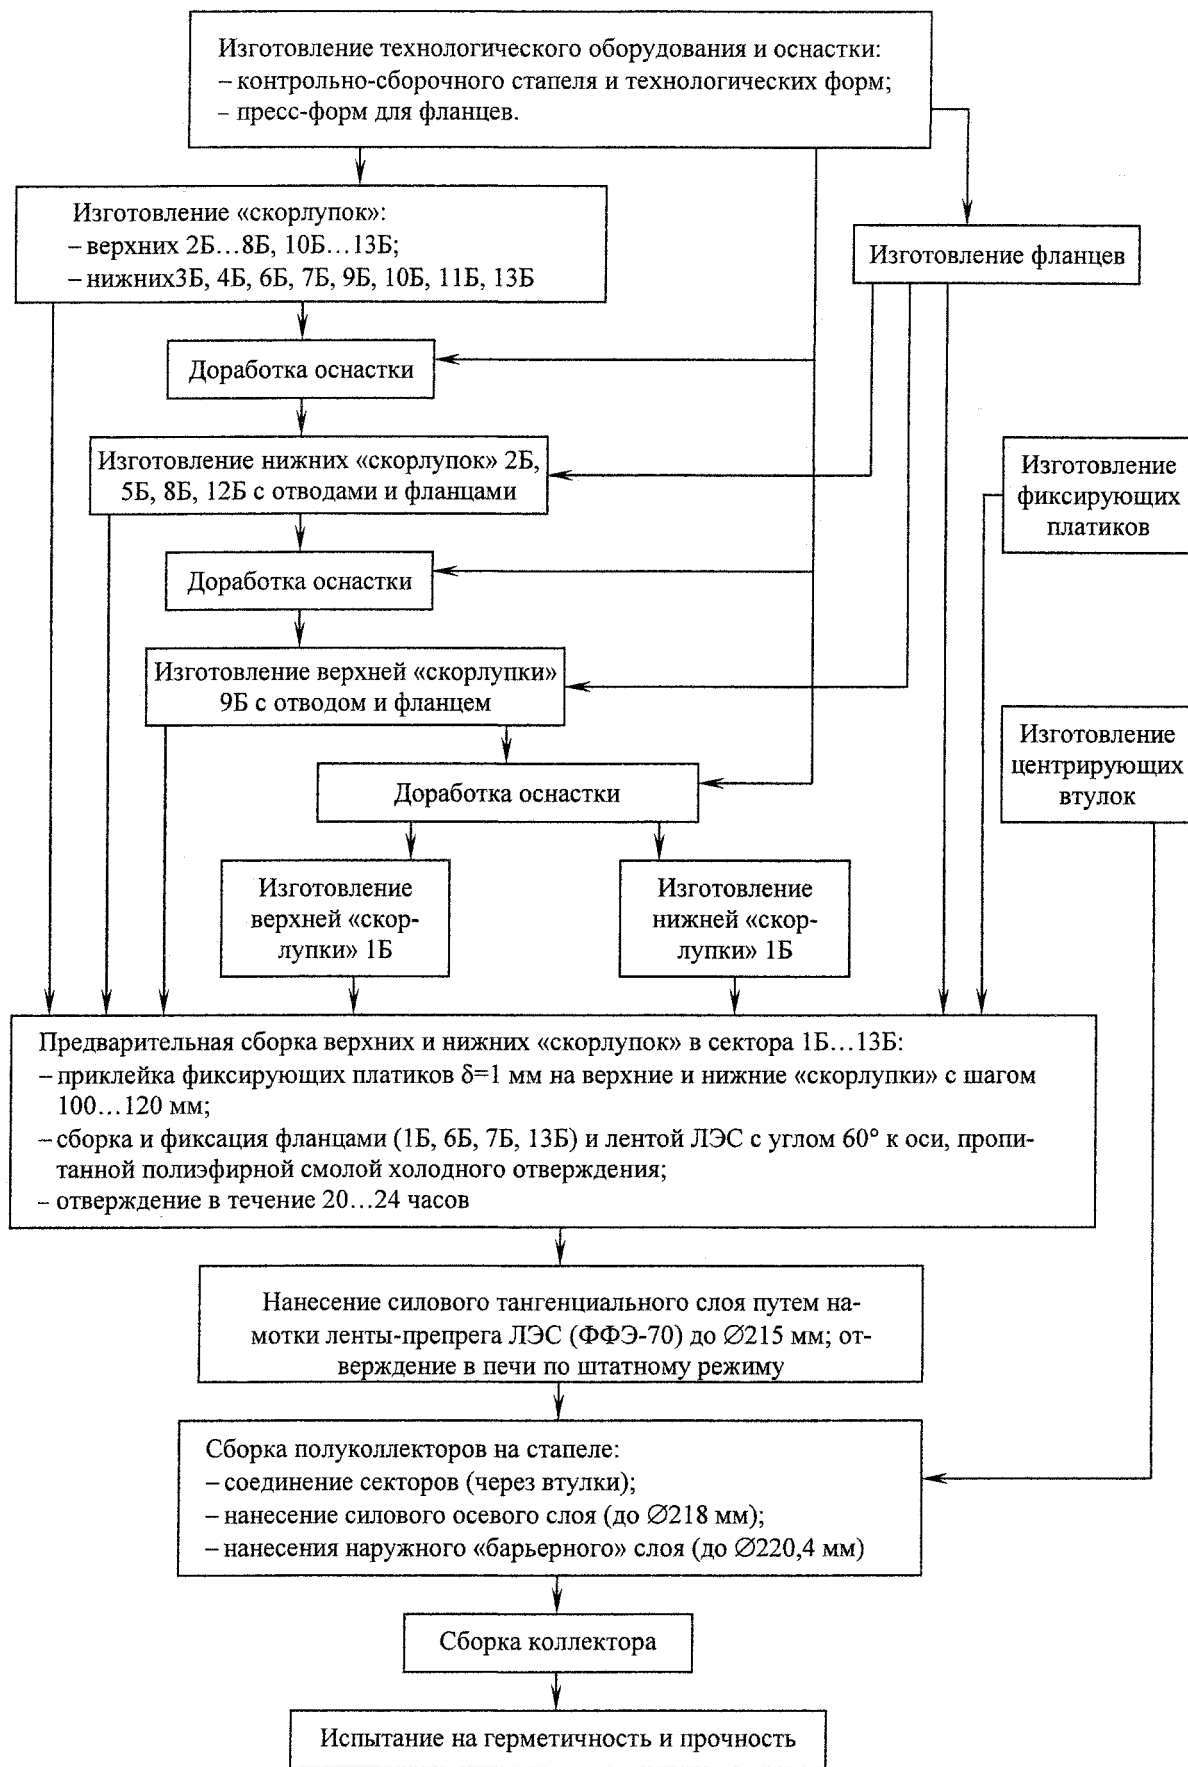 Изготовление технологического оборудования и оснастки:
– контрольно-сборочного стапеля и технологических форм;
– пресс-форм для фланцев.
Изготовление «скорлупок»:
– верхних 2Б…8Б, 10Б…13Б;
– нижних3Б, 4Б, 6Б, 7Б, 9Б, 10Б, 11Б, 13Б
Изготовление фланцев
Доработка оснастки
Изготовление нижних «скорлупок» 2Б,
5Б, 8Б, 12Б с отводами и фланцами
Изготовление
фиксирующих
платиков
Доработка оснастки
Изготовление верхней «скорлупки»
9Б с отводом и фланцем
Изготовление
центрирующих
втулок
Доработка оснастки
Изготовление
верхней «скор-
лупки» 1Б
Изготовление
нижней «скор-
лупки» 1Б
Предварительная сборка верхних и нижних «скорлупок» в сектора 1Б…13Б:
– приклейка фиксирующих платиков δ=1 мм на верхние и нижние «скорлупки» с шагом
100…120 мм;
– сборка и фиксация фланцами (1Б, 6Б, 7Б, 13Б) и лентой ЛЭС с углом 60° к оси, пропи-
танной полиэфирной смолой холодного отверждения;
– отверждение в течение 20…24 часов
Нанесение силового тангенциального слоя путем на-
мотки ленты-препрега ЛЭС (ФФЭ-70) до ∅215 мм; от-
верждение в печи по штатному режиму
Сборка полуколлекторов на стапеле:
– соединение секторов (через втулки);
– нанесение силового осевого слоя (до ∅218 мм);
– нанесения наружного «барьерного» слоя (до ∅220,4 мм)
Сборка коллектора
Испытание на герметичность и прочность